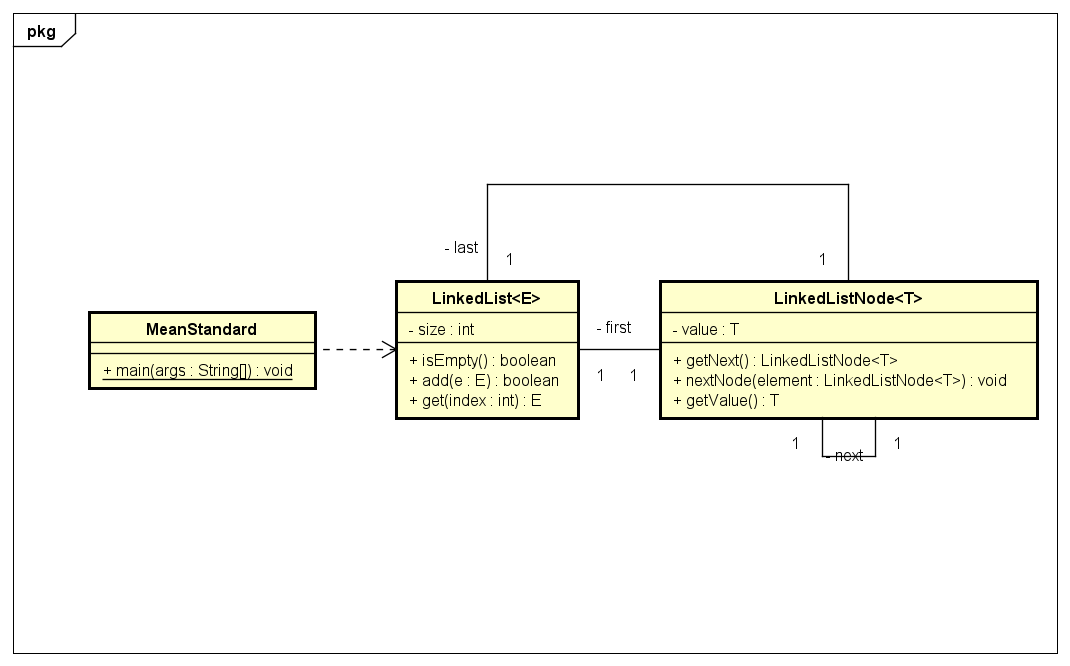 pkg
- last
1
1
LinkedList<E>
- size : int
+ isEmpty() : boolean
+ add(e : E) : boolean
+ get(index : int) : E
LinkedListNode<T>
- value : T
+ getNext() : LinkedListNode<T>
+ nextNode(element : LinkedListNode<T>) : void
+ getValue() : T
MeanStandard
+ main(args : String[]) : void
- first
1
1
1
- next
1